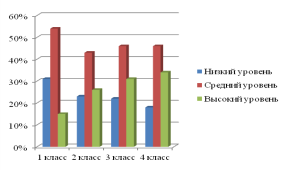 60%
50%
40%
30%
20%
10%
0%
1 класс 2 класс 3 класс 4 класс
Низкий уровень
Средний уровень
Высокий уровень